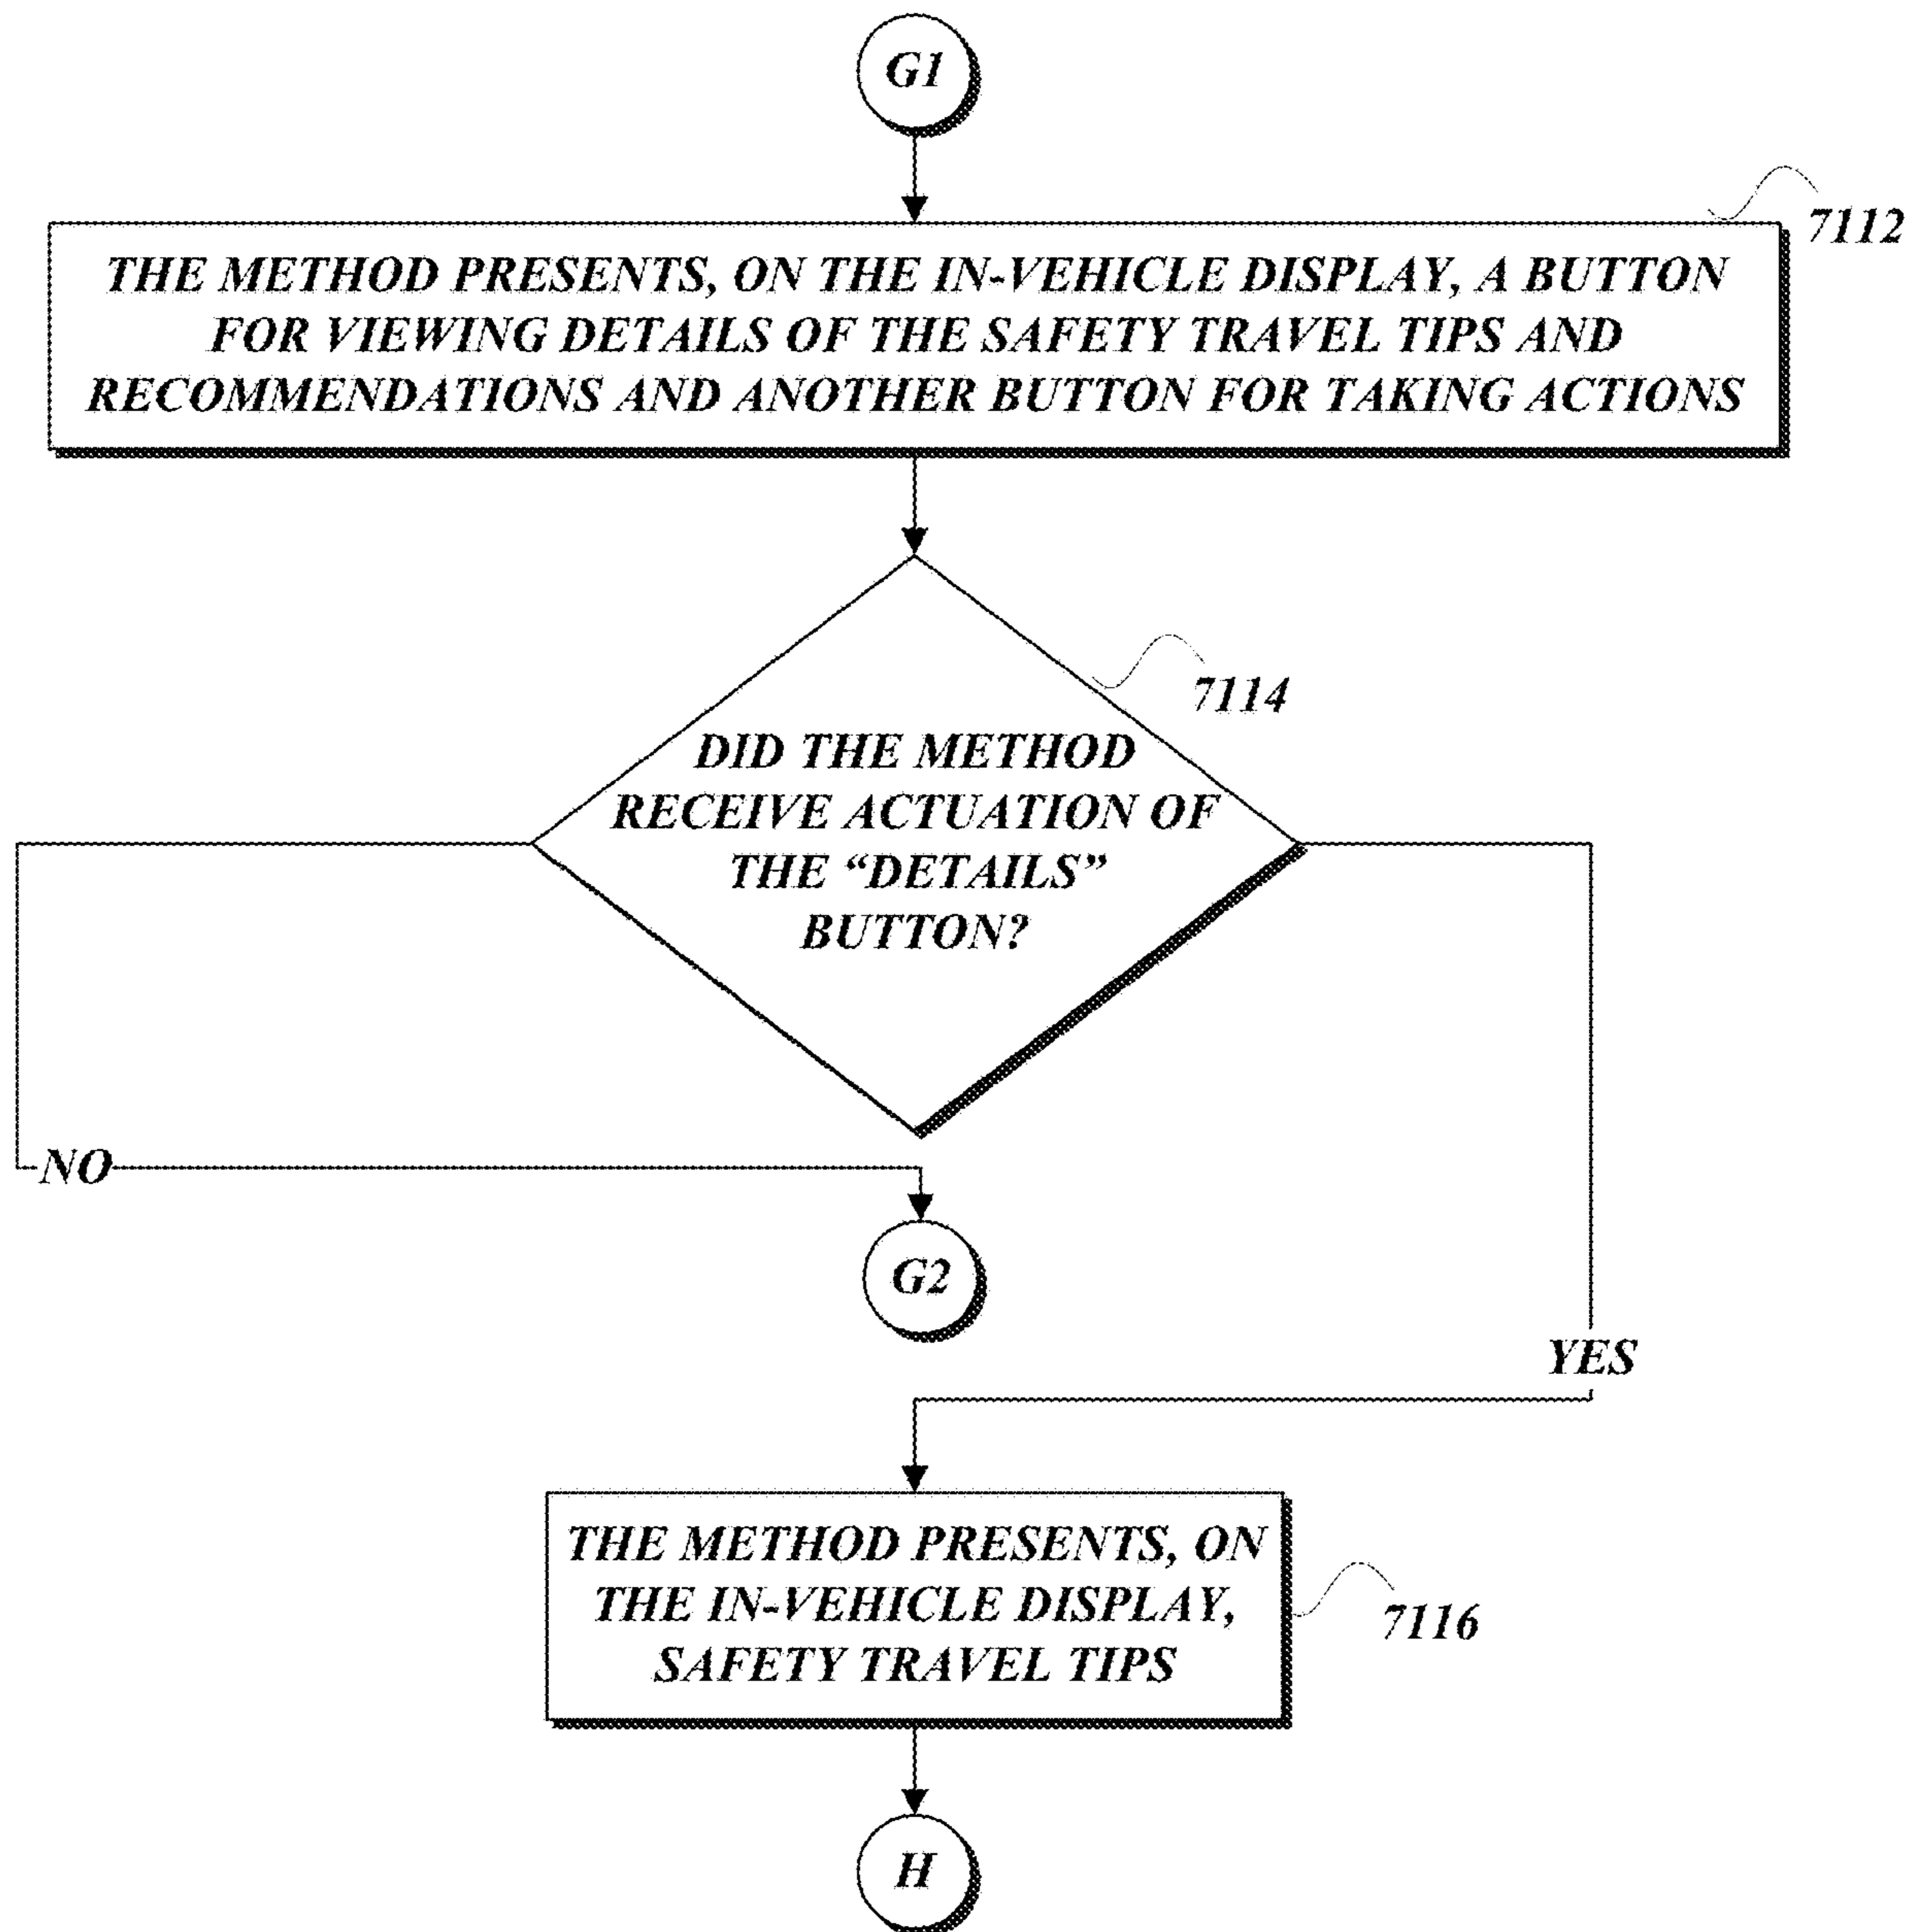 G1
7112
THE METHOD PRESENTS, ON THE IN-VEHICLE DISPLAY, A BUTTON
FOR VIEWING DETAILS OF THE SAFETY TRAVEL TIPS AND
RECOMMENDATIONS AND ANOTHER BUTTON FOR TAKING ACTIONS
7114
DID THE METHOD
RECEIVE ACTUATION OF
THE “DETAILS”
BUTTON?
NO
G2
YES
THE METHOD PRESENTS, ON
THE IN-VEHICLE DISPLAY,
SAFETY TRAVEL TIPS
7116
H